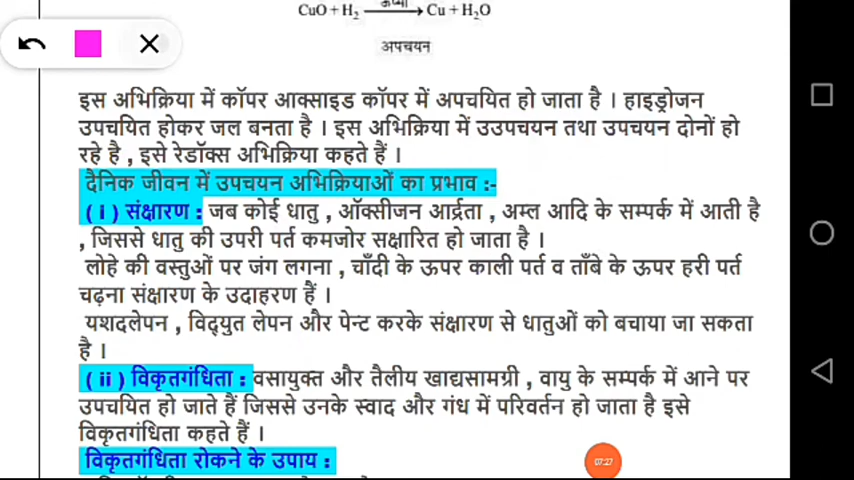 CuO + H₂ ऊष्मा→ Cu + H₂O
अपचयन
इस अभिक्रिया में कॉपर आक्साइड कॉपर में अपचयित हो जाता है । हाइड्रोजन
उपचयित होकर जल बनता है । इस अभिक्रिया में उउपचयन तथा उपचयन दोनों हो
रहे है , इसे रेडॉक्स अभिक्रिया कहते हैं ।
दैनिक जीवन में उपचयन अभिक्रियाओं का प्रभाव :-
( i ) संक्षारण : जब कोई धातु , ऑक्सीजन आर्द्रता , अम्ल आदि के सम्पर्क में आती है
, जिससे धातु की उपरी पर्त कमजोर सक्षारित हो जाता है ।
लोहे की वस्तुओं पर जंग लगना , चाँदी के ऊपर काली पर्त व ताँबे के ऊपर हरी पर्त
चढ़ना संक्षारण के उदाहरण हैं ।
यशदलेपन , विद्युत लेपन और पेन्ट करके संक्षारण से धातुओं को बचाया जा सकता
है ।
( ii ) विकृतगंधिता : वसायुक्त और तैलीय खाद्यसामग्री , वायु के सम्पर्क में आने पर
उपचयित हो जाते हैं जिससे उनके स्वाद और गंध में परिवर्तन हो जाता है इसे
विकृतगंधिता कहते हैं ।
विकृतगंधिता रोकने के उपाय :
07:27